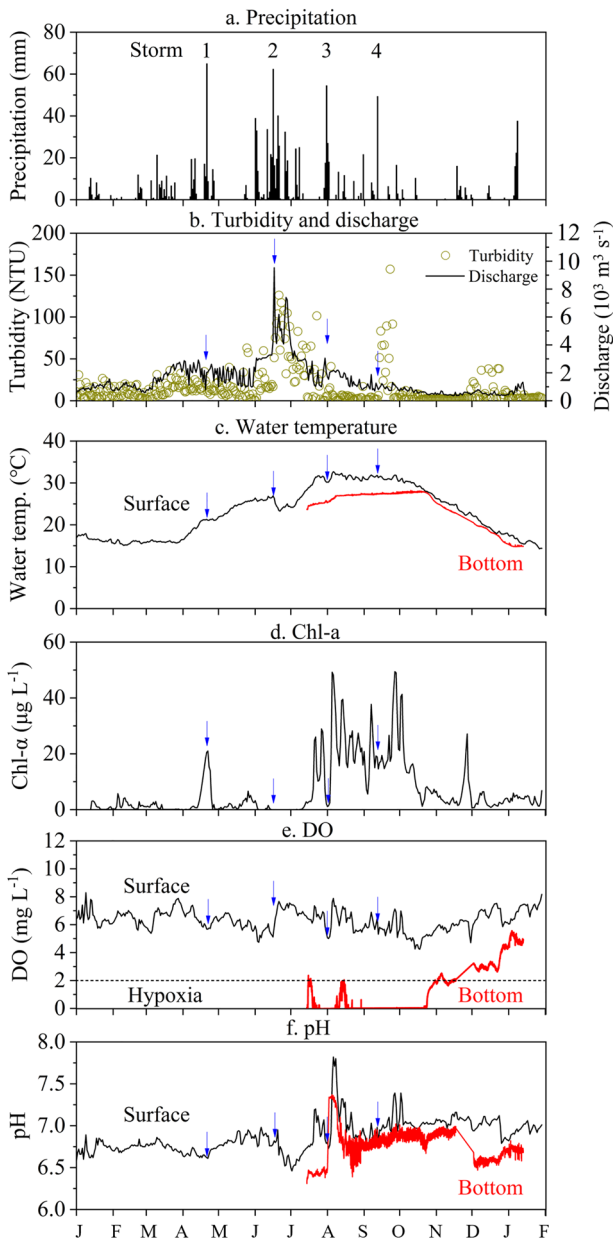 a. Precipitation
Precipitation (mm)
80
60
40
20
0
Storm 1 2 3 4
b. Turbidity and discharge
Turbidity (NTU)
200
150
100
50
0
Turbidity
Discharge
12
10
8
6
4
2
0
Discharge (10³ m³ s⁻¹)
c. Water temperature
Water temp. (°C)
40
30
20
10
0
Surface
Bottom
d. Chl-a
Chl-α (μg L⁻¹)
60
40
20
0
e. DO
DO (mg L⁻¹)
12
10
8
6
4
2
0
Surface
Hypoxia
Bottom
f. pH
pH
8.0
7.5
7.0
6.5
6.0
Surface
Bottom
J F M A M J J A S O N D J F